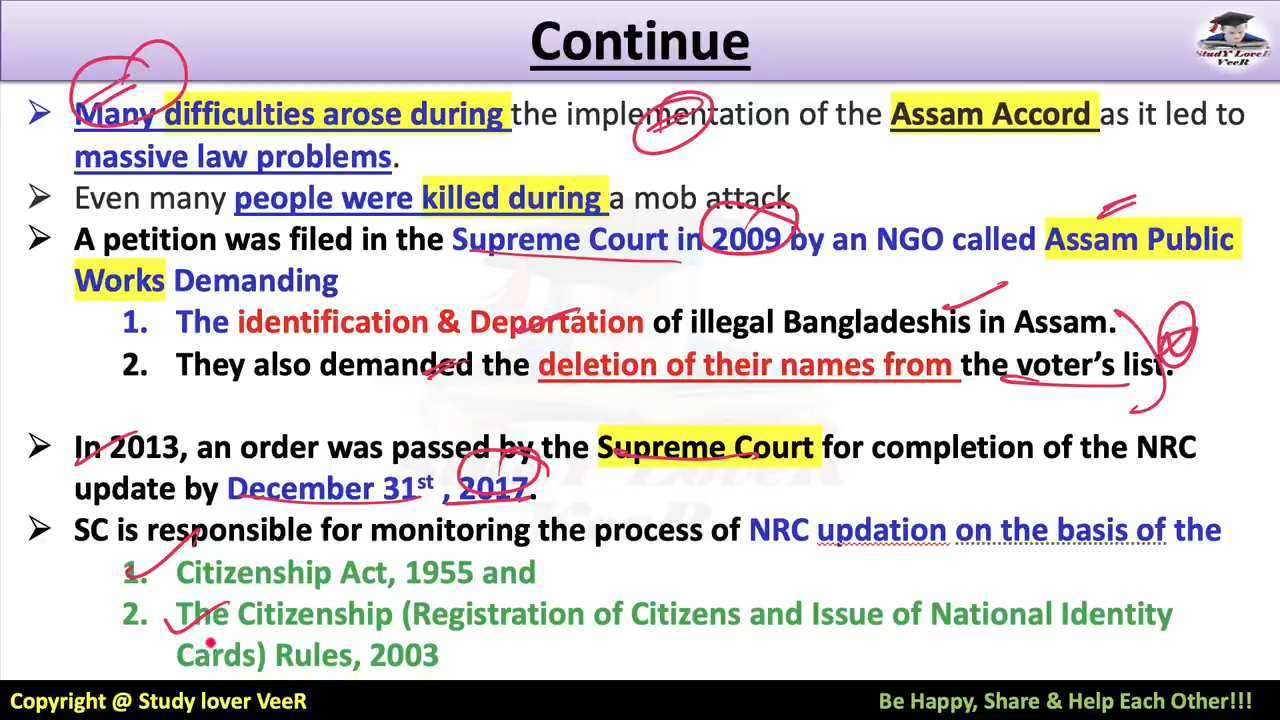 Continue
StudY LoveR
VeeR
➢ Many difficulties arose during the implementation of the Assam Accord as it led to
massive law problems.
➢ Even many people were killed during a mob attack.
➢ A petition was filed in the Supreme Court in 2009 by an NGO called Assam Public
Works Demanding
1. The identification & Deportation of illegal Bangladeshis in Assam.
2. They also demanded the deletion of their names from the voter’s list.
➢ In 2013, an order was passed by the Supreme Court for completion of the NRC
update by December 31st , 2017.
➢ SC is responsible for monitoring the process of NRC updation on the basis of the
1. Citizenship Act, 1955 and
2. The Citizenship (Registration of Citizens and Issue of National Identity
Cards) Rules, 2003
Copyright @ Study lover VeeR
Be Happy, Share & Help Each Other!!!